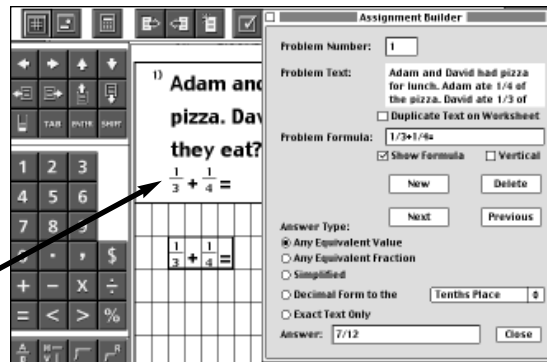 Assignment Builder
Problem Number: 1
Problem Text: Adam and David had pizza
for lunch. Adam ate 1/4 of
the pizza. David ate 1/3 of
Duplicate Text on Worksheet
Problem Formula: 1/3+1/4=
Show Formula Vertical
New Delete
Next Previous
Answer Type:
Any Equivalent Value
Any Equivalent Fraction
Simplified
Decimal Form to the Tenths Place
Exact Text Only
Answer: 7/12 Close
1) Adam and
pizza. Dav
they eat?
1/3 + 1/4 =
1/3 + 1/4 =
TAB ENTER SHIFT
1 2 3
4 5 6
7 8 9
. , $
+ − X ÷
= < > %